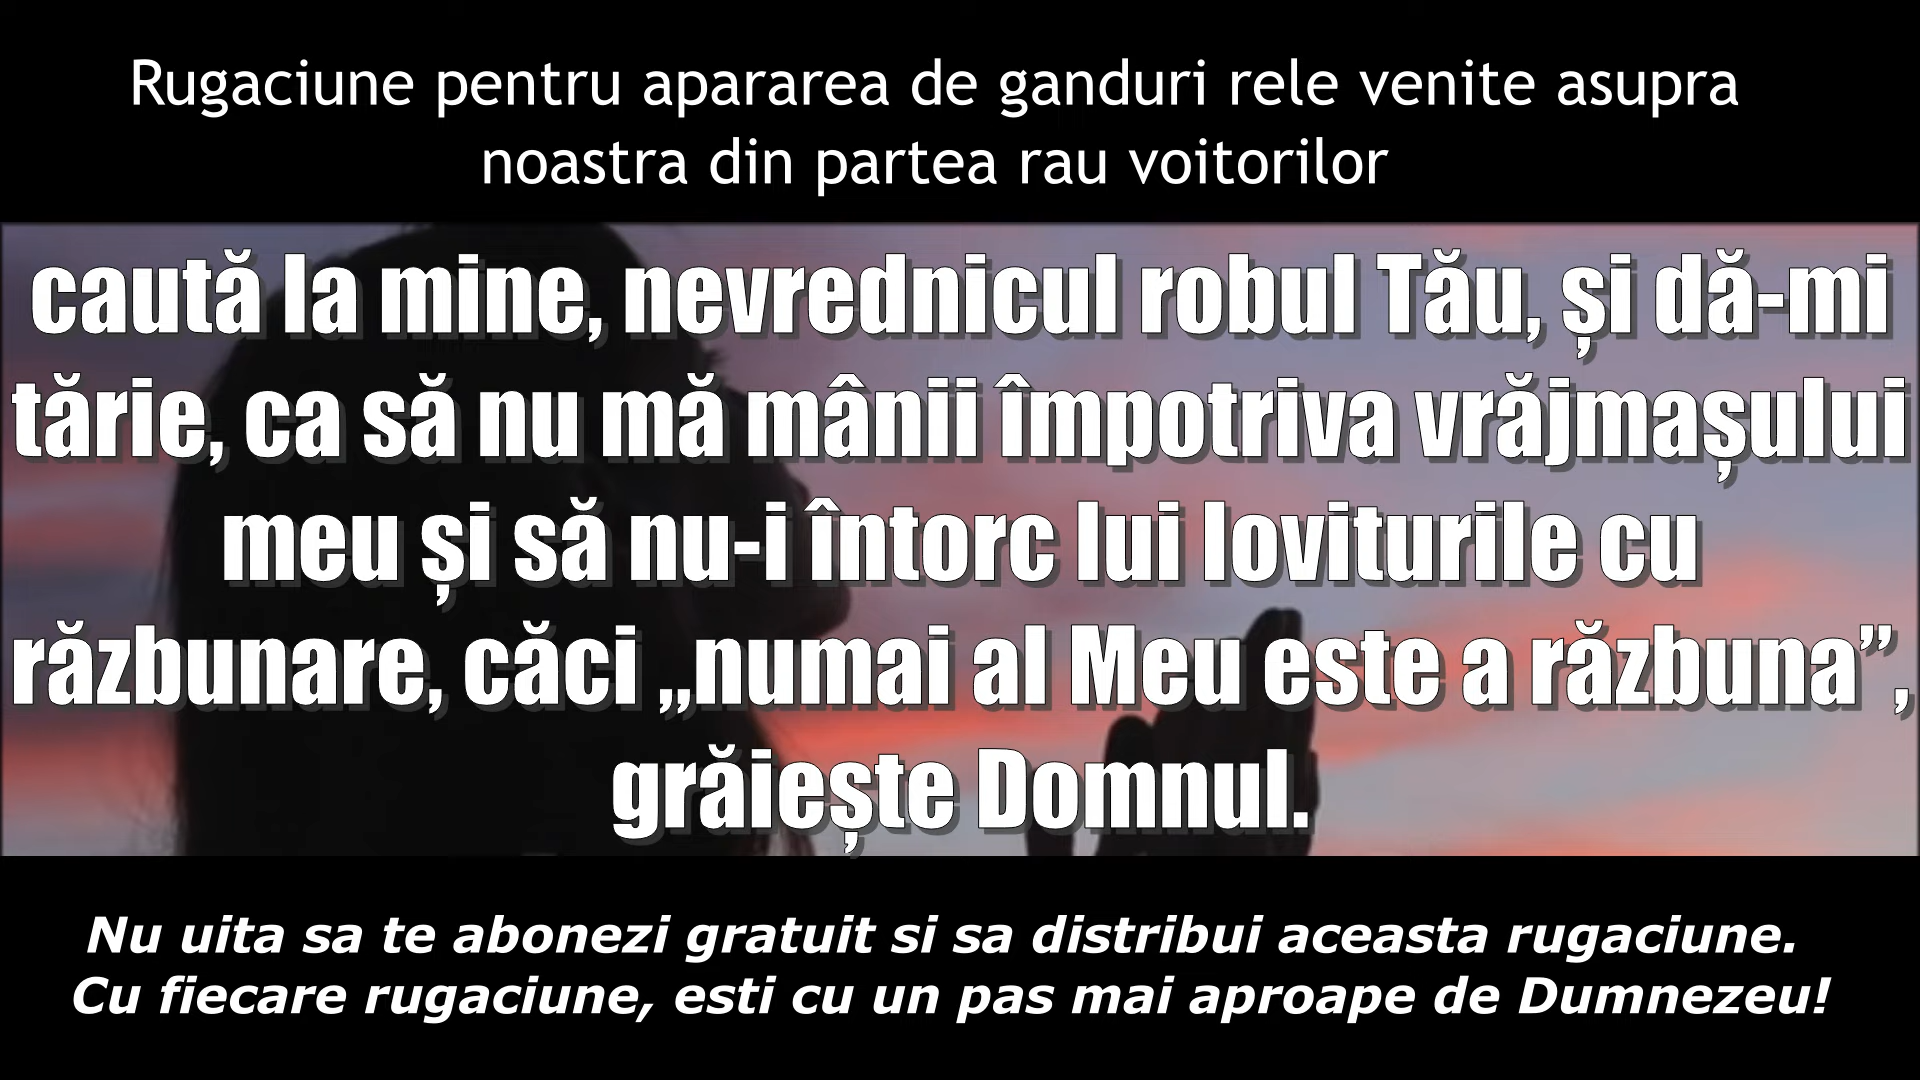 Rugaciune pentru apararea de ganduri rele venite asupra
noastra din partea rau voitorilor
caută la mine, nevrednicul robul Tău, și dă-mi
tărie, ca să nu mă mânii împotriva vrăjmașului
meu și să nu-i întorc lui loviturile cu
răzbunare, căci „numai al Meu este a răzbuna”,
grăiește Domnul.
Nu uita sa te abonezi gratuit si sa distribui aceasta rugaciune.
Cu fiecare rugaciune, esti cu un pas mai aproape de Dumnezeu!